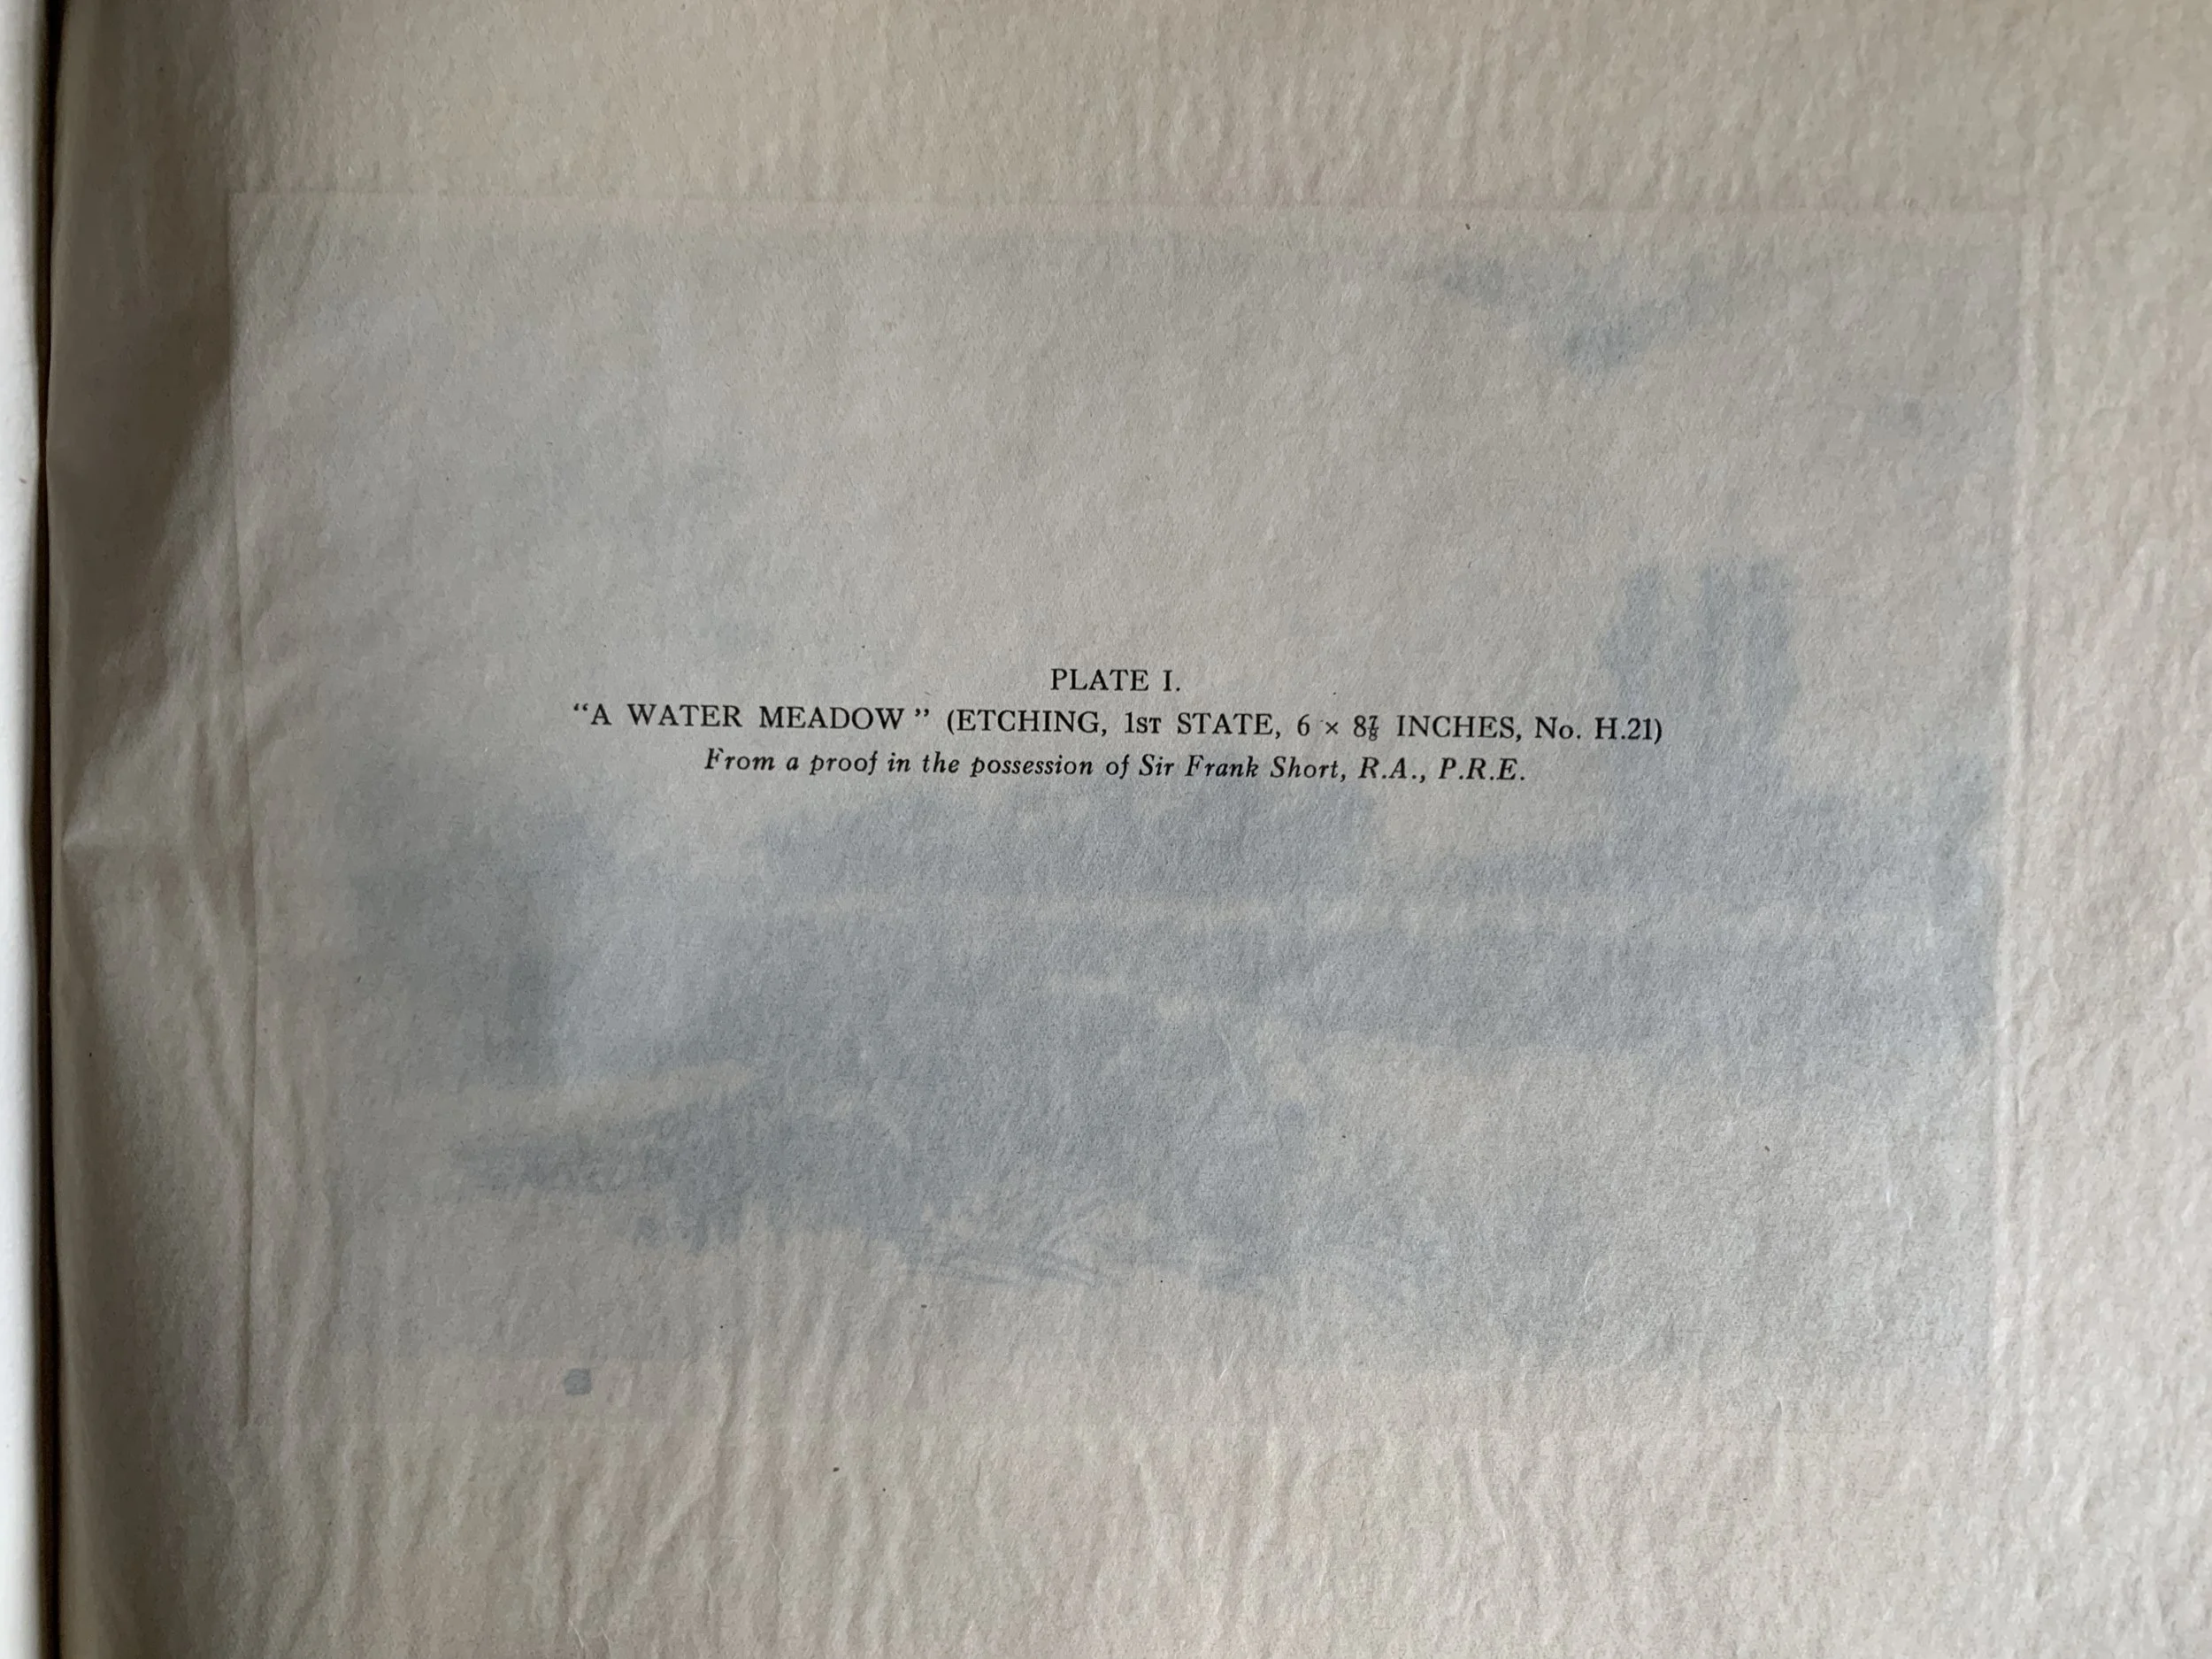 PLATE I.
“A WATER MEADOW” (ETCHING, 1ST STATE, 6 × 8⅞ INCHES, No. H.21)
From a proof in the possession of Sir Frank Short, R.A., P.R.E.